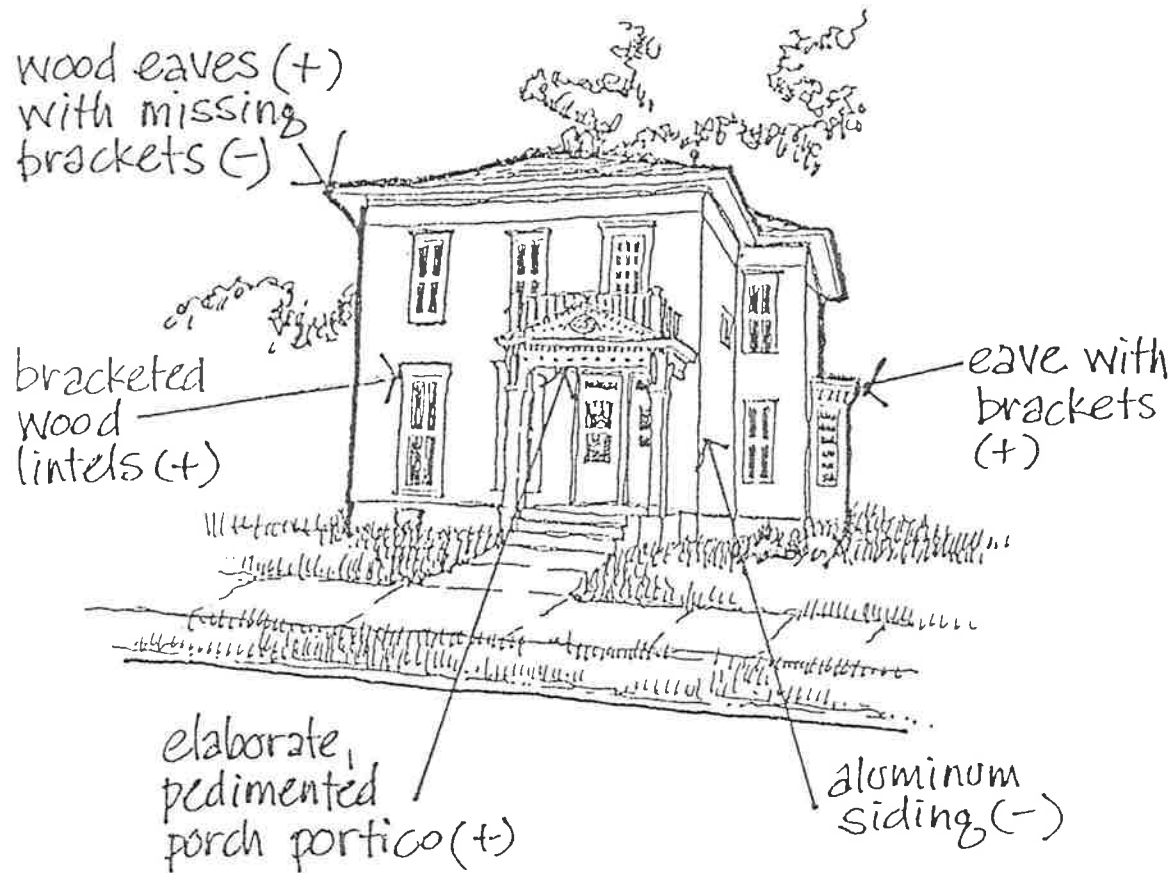 wood eaves (+)
with missing
brackets (-)
bracketed
wood
lintels (+)
eave with
brackets
(+)
elaborate,
pedimented
porch portico (+)
aluminum
siding (-)